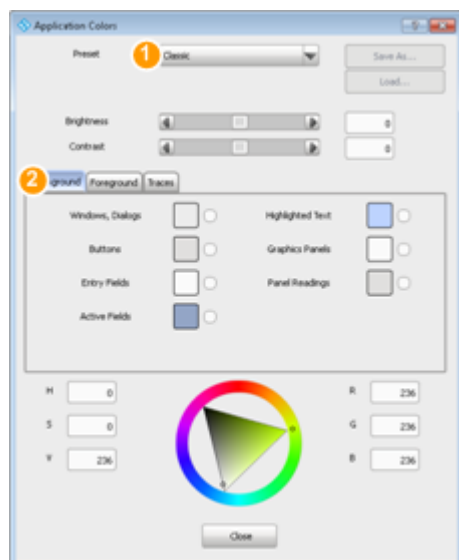 Application Colors
Preset 1 Classic Save As...
Load...
Brightness 0
Contrast 0
2 ground Foreground Traces
Windows, Dialogs Highlighted Text
Buttons Graphics Panels
Entry Fields Panel Readings
Active Fields
H 0 R 236
S 0 G 236
V 236 B 236
Close